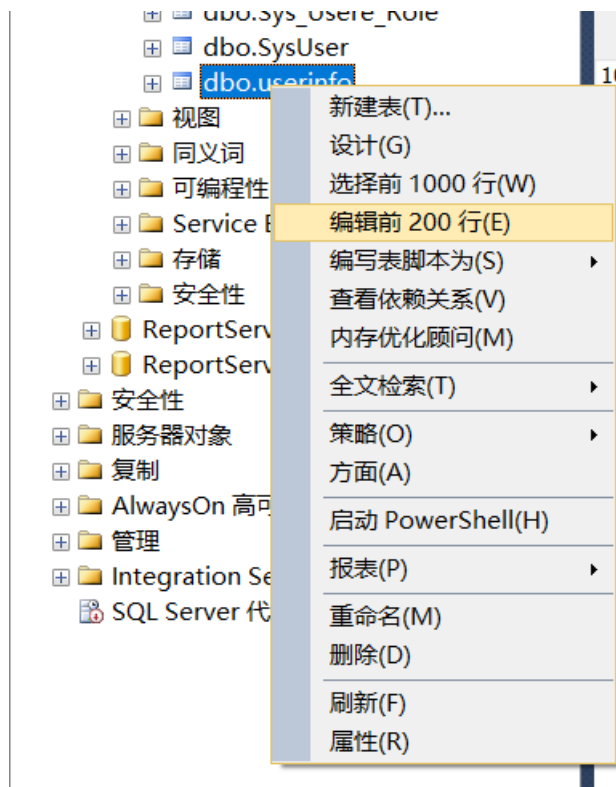 dbo.Sys_Usere_Role
dbo.SysUser
dbo.userinfo
视图
同义词
可编程性
Service
存储
安全性
ReportServ
ReportServ
安全性
服务器对象
复制
AlwaysOn 高可
管理
Integration Se
SQL Server 代
新建表(T)...
设计(G)
选择前 1000 行(W)
编辑前 200 行(E)
编写表脚本为(S)
查看依赖关系(V)
内存优化顾问(M)
全文检索(T)
策略(O)
方面(A)
启动 PowerShell(H)
报表(P)
重命名(M)
删除(D)
刷新(F)
属性(R)